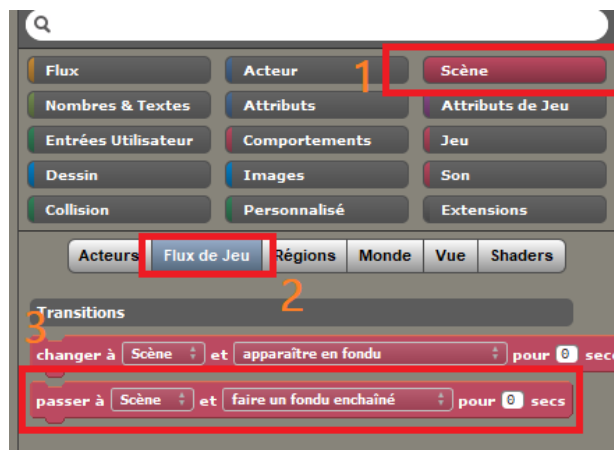 Flux Acteur 1 Scène
Nombres & Textes Attributs Attributs de Jeu
Entrées Utilisateur Comportements Jeu
Dessin Images Son
Collision Personnalisé Extensions
Acteurs Flux de Jeu Régions Monde Vue Shaders
2
Transitions
3
changer à Scène et apparaître en fondu pour 0 sec
passer à Scène et faire un fondu enchaîné pour 0 secs